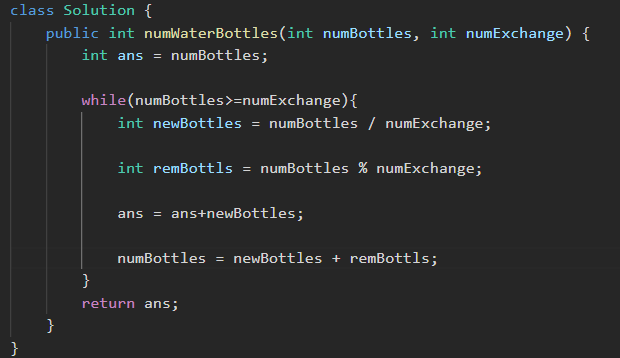 class Solution {
public int numWaterBottles(int numBottles, int numExchange) {
int ans = numBottles;
while(numBottles>=numExchange){
int newBottles = numBottles / numExchange;
int remBottls = numBottles % numExchange;
ans = ans+newBottles;
numBottles = newBottles + remBottls;
}
return ans;
}
}